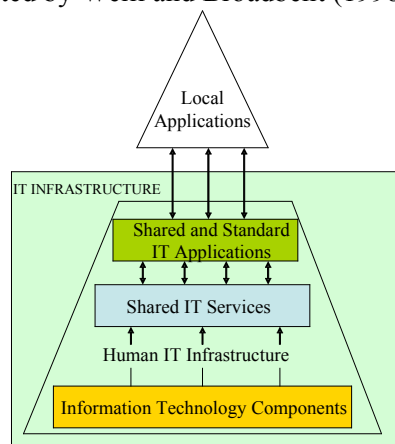 by Weill and Broadbent (199
Local
Applications
IT INFRASTRUCTURE
Shared and Standard
IT Applications
Shared IT Services
Human IT Infrastructure
Information Technology Components